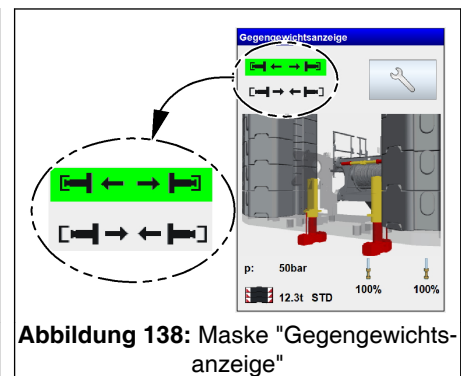 Gegengewichtsanzeige
p: 50bar
12.3t STD 100% 100%
Abbildung 138: Maske "Gegengewichts-
anzeige"